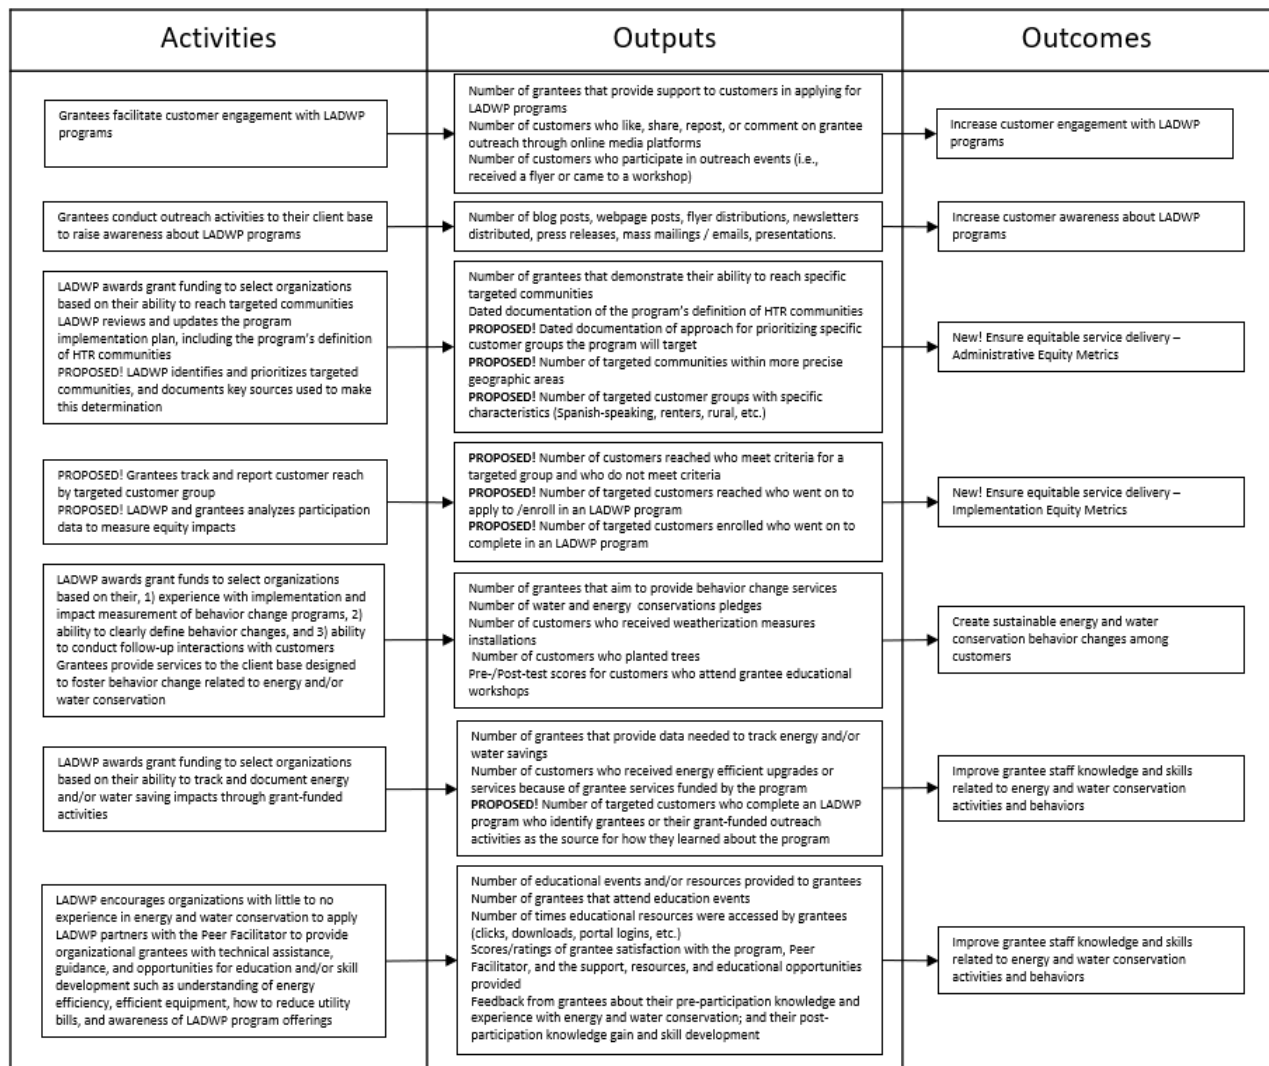 Activities
Outputs
Outcomes
Grantees facilitate customer engagement with LADWP
programs
Number of grantees that provide support to customers in applying for
LADWP programs
Number of customers who like, share, repost, or comment on grantee
outreach through online media platforms
Number of customers who participate in outreach events (i.e.,
received a flyer or came to a workshop)
Increase customer engagement with LADWP
programs
Grantees conduct outreach activities to their client base
to raise awareness about LADWP programs
Number of blog posts, webpage posts, flyer distributions, newsletters
distributed, press releases, mass mailings / emails, presentations.
Increase customer awareness about LADWP
programs
LADWP awards grant funding to select organizations
based on their ability to reach targeted communities
LADWP reviews and updates the program
implementation plan, including the program's definition
of HTR communities
PROPOSED! LADWP identifies and prioritizes targeted
communities, and documents key sources used to make
this determination
Number of grantees that demonstrate their ability to reach specific
targeted communities
Dated documentation of the program's definition of HTR communities
PROPOSED! Dated documentation of approach for prioritizing specific
customer groups the program will target
PROPOSED! Number of targeted communities within more precise
geographic areas
PROPOSED! Number of targeted customer groups with specific
characteristics (Spanish-speaking, renters, rural, etc.)
New! Ensure equitable service delivery –
Administrative Equity Metrics
PROPOSED! Grantees track and report customer reach
by targeted customer group
PROPOSED! LADWP and grantees analyzes participation
data to measure equity impacts
PROPOSED! Number of customers reached who meet criteria for a
targeted group and who do not meet criteria
PROPOSED! Number of targeted customers reached who went on to
apply to /enroll in an LADWP program
PROPOSED! Number of targeted customers enrolled who went on to
complete in an LADWP program
New! Ensure equitable service delivery –
Implementation Equity Metrics
LADWP awards grant funds to select organizations
based on their, 1) experience with implementation and
impact measurement of behavior change programs, 2)
ability to clearly define behavior changes, and 3) ability
to conduct follow-up interactions with customers
Grantees provide services to the client base designed
to foster behavior change related to energy and/or
water conservation
Number of grantees that aim to provide behavior change services
Number of water and energy conservations pledges
Number of customers who received weatherization measures
installations
Number of customers who planted trees
Pre-/Post-test scores for customers who attend grantee educational
workshops
Create sustainable energy and water
conservation behavior changes among
customers
LADWP awards grant funding to select organizations
based on their ability to track and document energy
and/or water saving impacts through grant-funded
activities
Number of grantees that provide data needed to track energy and/or
water savings
Number of customers who received energy efficient upgrades or
services because of grantee services funded by the program
PROPOSED! Number of targeted customers who complete an LADWP
program who identify grantees or their grant-funded outreach
activities as the source for how they learned about the program
Improve grantee staff knowledge and skills
related to energy and water conservation
activities and behaviors
LADWP encourages organizations with little to no
experience in energy and water conservation to apply
LADWP partners with the Peer Facilitator to provide
organizational grantees with technical assistance,
guidance, and opportunities for education and/or skill
development such as understanding of energy
efficiency, efficient equipment, how to reduce utility
bills, and awareness of LADWP program offerings
Number of educational events and/or resources provided to grantees
Number of grantees that attend education events
Number of times educational resources were accessed by grantees
(clicks, downloads, portal logins, etc.)
Scores/ratings of grantee satisfaction with the program, Peer
Facilitator, and the support, resources, and educational opportunities
provided
Feedback from grantees about their pre-participation knowledge and
experience with energy and water conservation; and their post-
participation knowledge gain and skill development
Improve grantee staff knowledge and skills
related to energy and water conservation
activities and behaviors